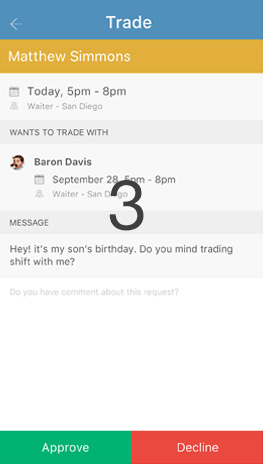 Trade
Matthew Simmons
Today, 5pm - 8pm
Waiter - San Diego
WANTS TO TRADE WITH
Baron Davis
September 28, 5pm - 8pm
Waiter - San Diego
3
MESSAGE
Hey! it's my son's birthday. Do you mind trading
shift with me?
Do you have comment about this request?
Approve
Decline